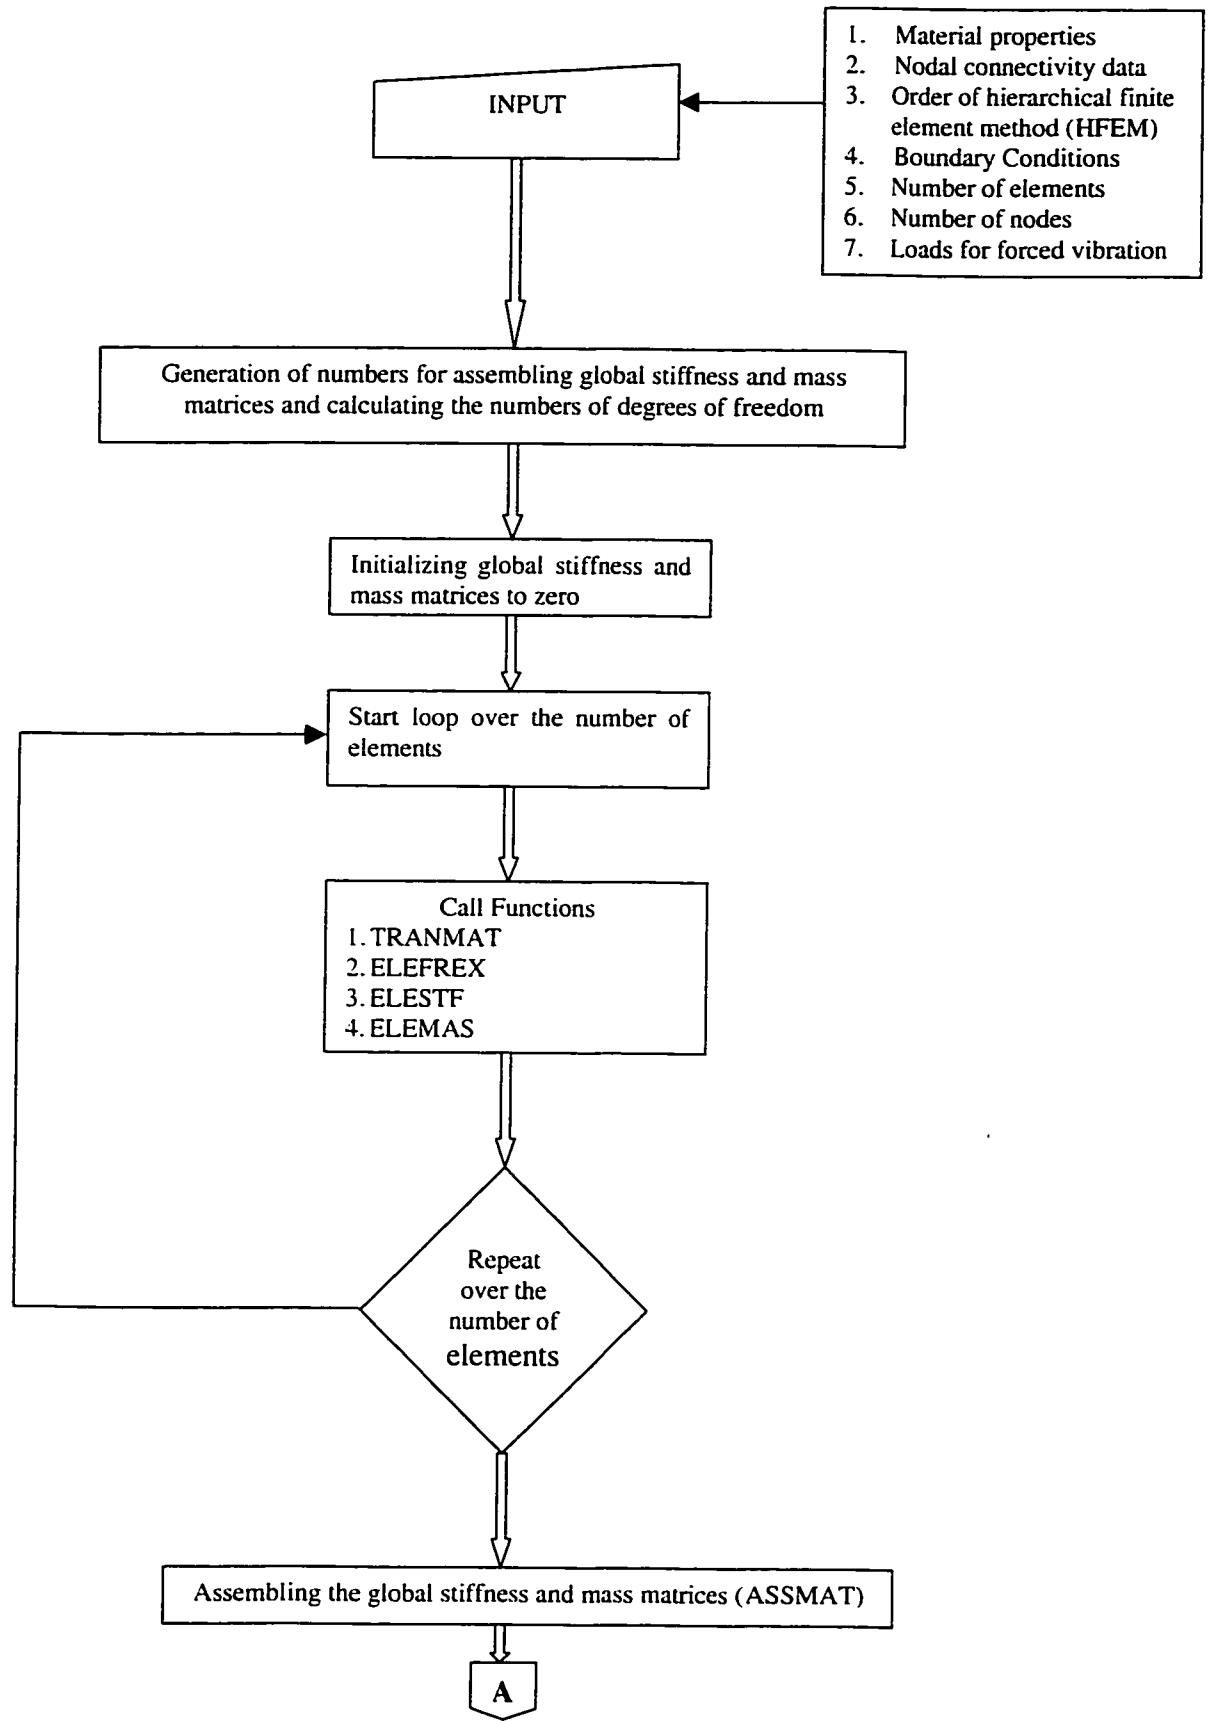 INPUT
1. Material properties
2. Nodal connectivity data
3. Order of hierarchical finite
element method (HFEM)
4. Boundary Conditions
5. Number of elements
6. Number of nodes
7. Loads for forced vibration
Generation of numbers for assembling global stiffness and mass
matrices and calculating the numbers of degrees of freedom
Initializing global stiffness and
mass matrices to zero
Start loop over the number of
elements
Call Functions
1. TRANMAT
2. ELEFREX
3. ELESTF
4. ELEMAS
Repeat
over the
number of
elements
Assembling the global stiffness and mass matrices (ASSMAT)
A